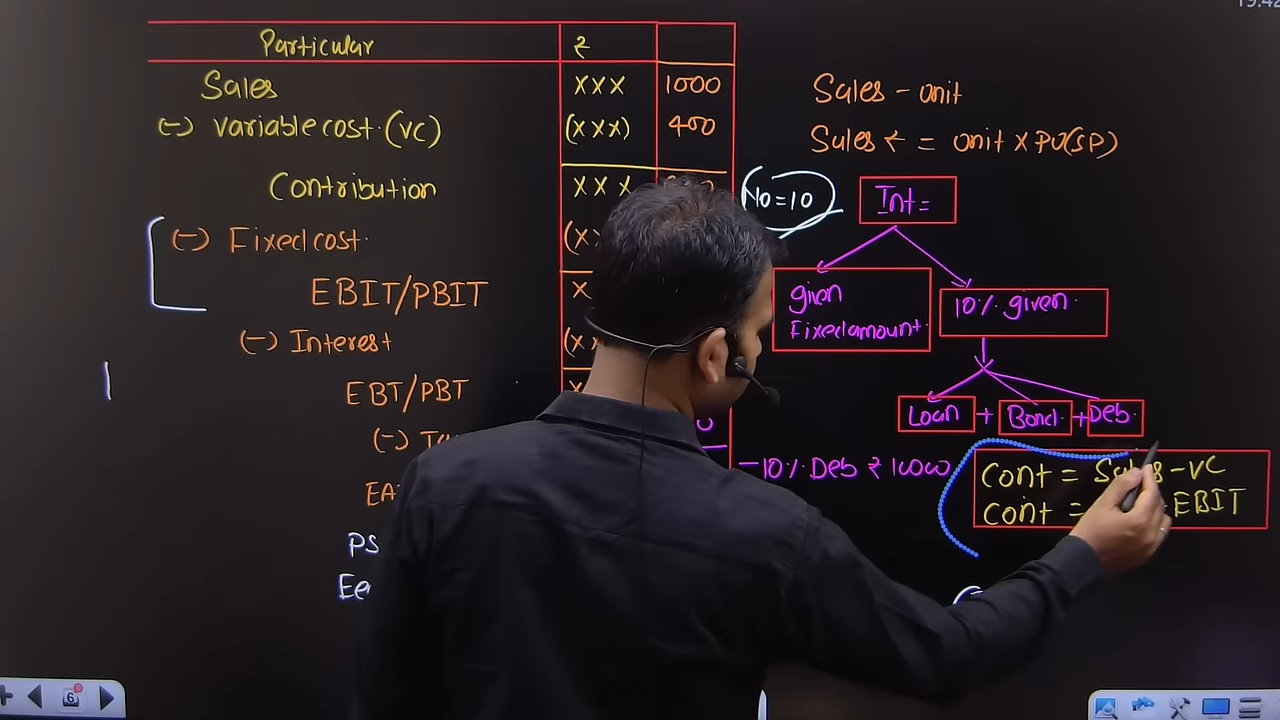 Particular ₹
Sales XXX 1000
(-) Variable cost. (VC) (XXX) 400
Contribution XXX
(-) Fixed cost.
EBIT/PBIT X
(-) Interest
EBT/PBT
(-)
PS
Sales - unit
Sales ₹ = unit X PU(SP)
No=10
Int=
given
Fixed amount.
10% given.
Loan + Bond. + Deb.
-10% Deb ₹ 10000
Cont = Sales - VC
Cont = EBIT
6